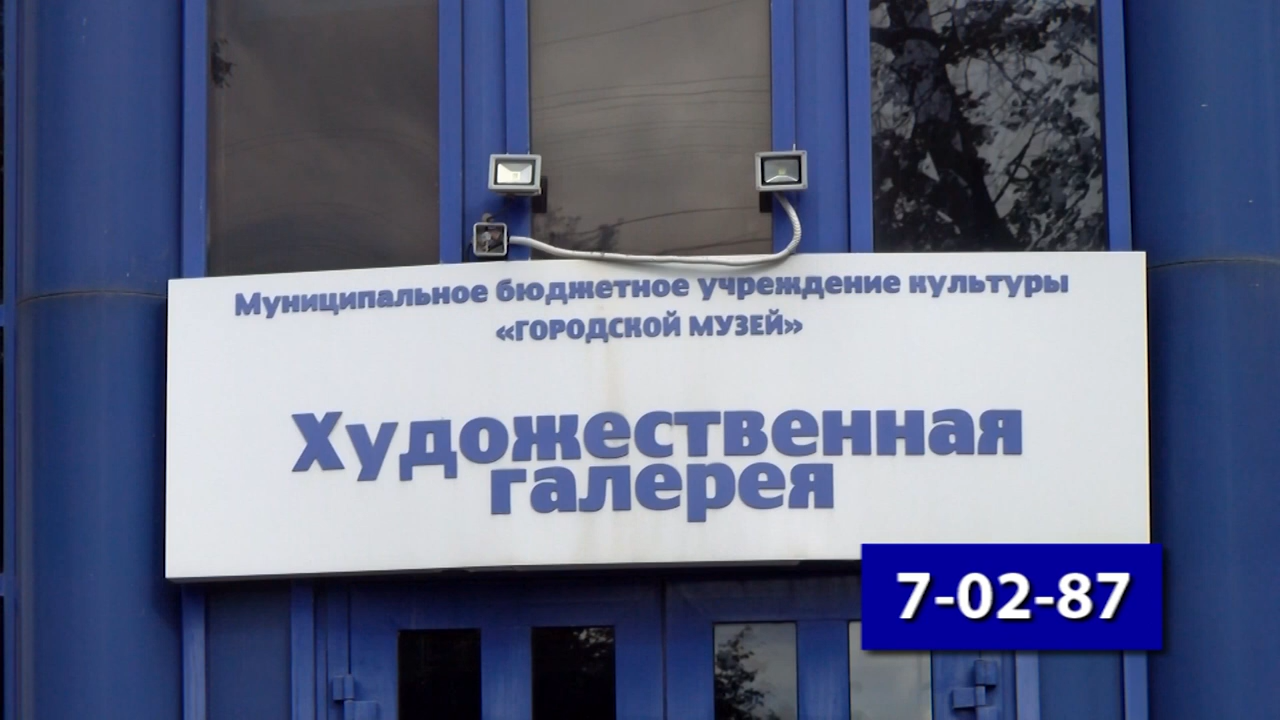 Муниципальное бюджетное учреждение культуры
«ГОРОДСКОЙ МУЗЕЙ»
Художественная
галерея
7-02-87